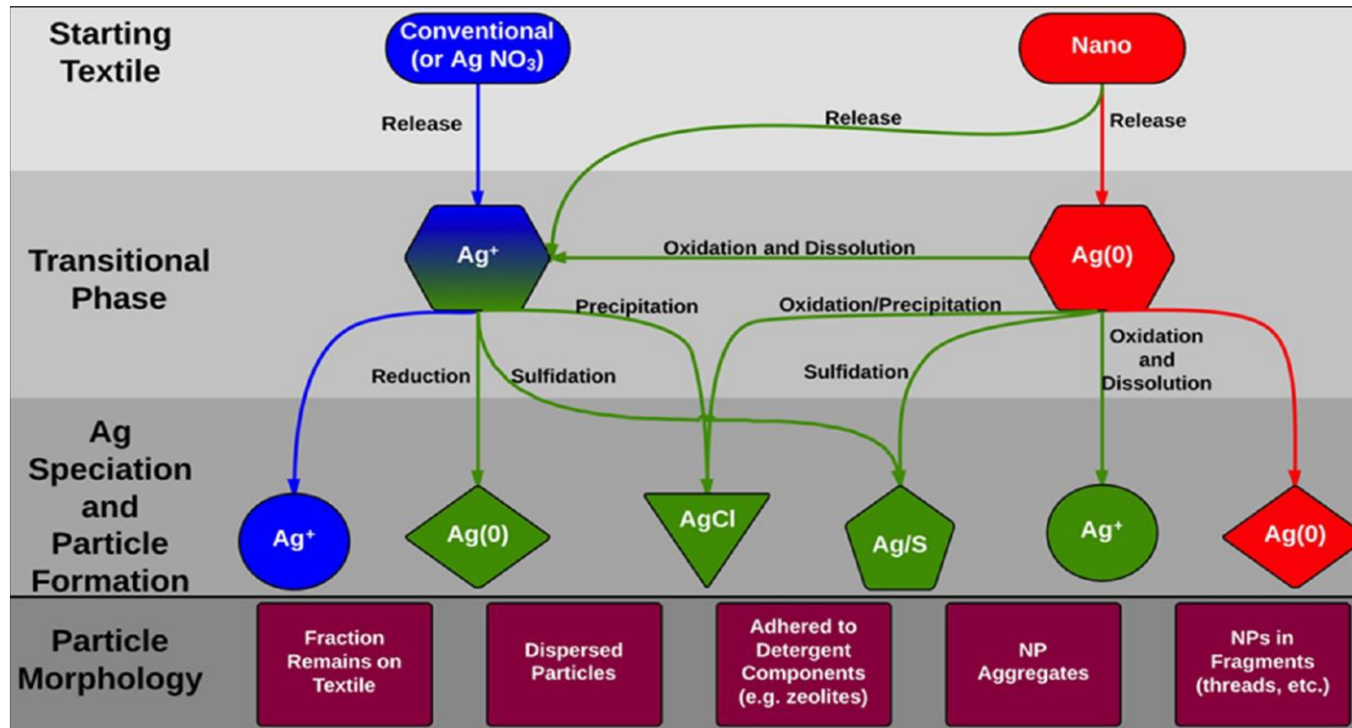 Starting
Textile
Conventional
(or Ag NO₃)
Nano
Release
Release
Release
Transitional
Phase
Ag⁺
Oxidation and Dissolution
Ag(0)
Precipitation
Oxidation/Precipitation
Reduction
Sulfidation
Sulfidation
Oxidation
and
Dissolution
Ag
Speciation
and
Particle
Formation
Ag⁺
Ag(0)
AgCl
Ag/S
Ag⁺
Ag(0)
Particle
Morphology
Fraction
Remains on
Textile
Dispersed
Particles
Adhered to
Detergent
Components
(e.g. zeolites)
NP
Aggregates
NPs in
Fragments
(threads, etc.)